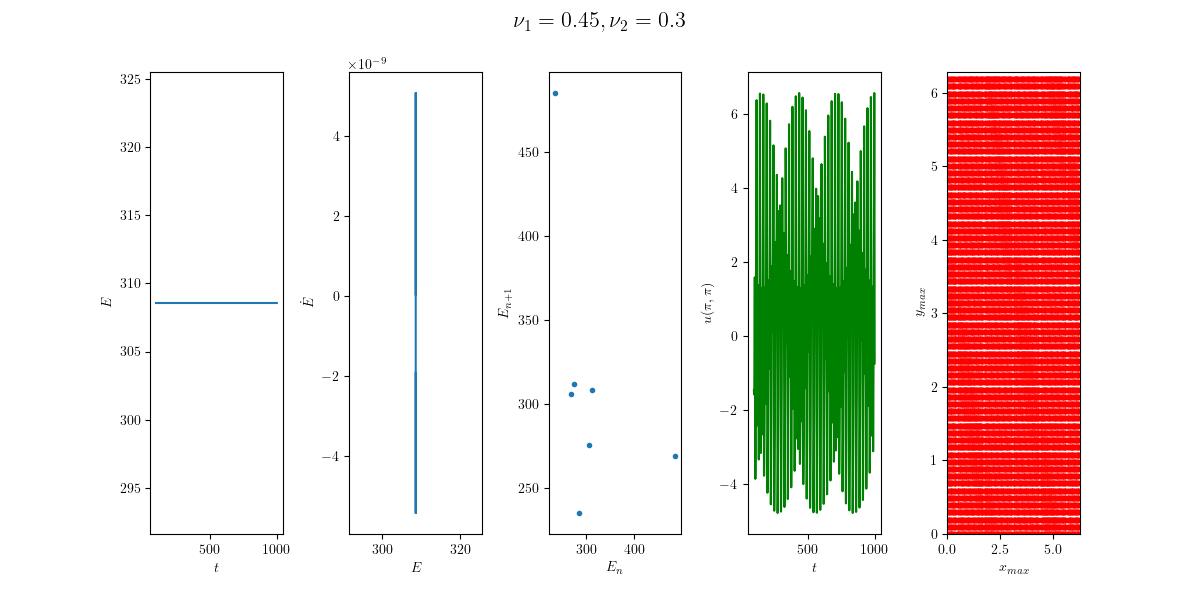 ν₁ = 0.45, ν₂ = 0.3
325
320
315
310
305
300
295
500 1000
E
t
×10⁻⁹
4
2
0
−2
−4
300 320
Ė
E
450
400
350
300
250
300 400
Eₙ₊₁
Eₙ
6
4
2
0
−2
−4
500 1000
u(π, π)
t
6
5
4
3
2
1
0
0.0 2.5 5.0
y_max
x_max